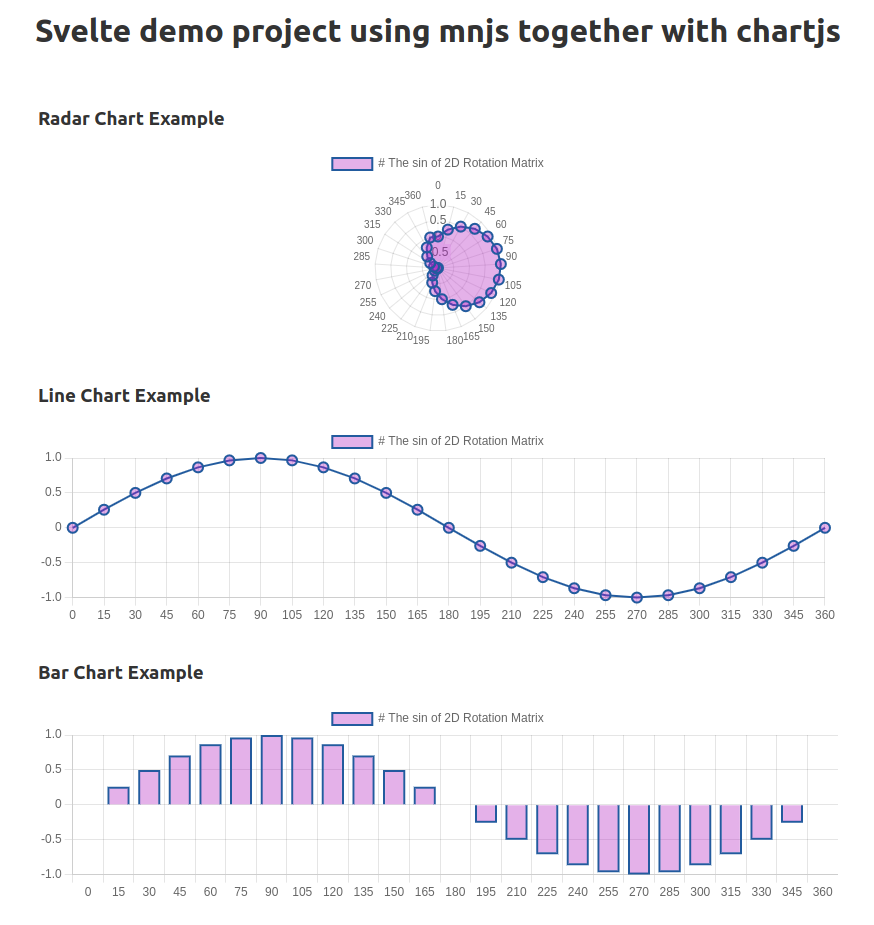 Svelte demo project using mnjs together with chartjs
Radar Chart Example
# The sin of 2D Rotation Matrix
0
345 360 15 30
330 1.0 45
315 0.5 60
300 75
285 0.5 90
270 105
255 120
240 135
225 150
210 195 180 165
Line Chart Example
# The sin of 2D Rotation Matrix
1.0
0.5
0
-0.5
-1.0
0 15 30 45 60 75 90 105 120 135 150 165 180 195 210 225 240 255 270 285 300 315 330 345 360
Bar Chart Example
# The sin of 2D Rotation Matrix
1.0
0.5
0
-0.5
-1.0
0 15 30 45 60 75 90 105 120 135 150 165 180 195 210 225 240 255 270 285 300 315 330 345 360